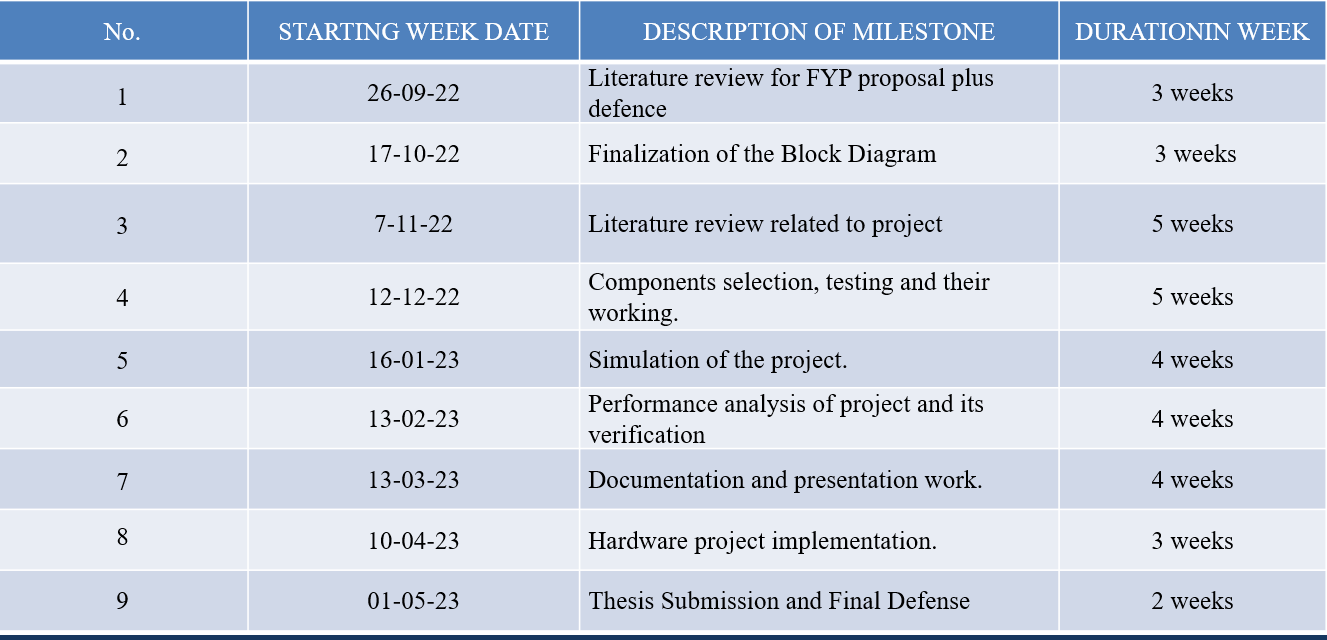 No. STARTING WEEK DATE DESCRIPTION OF MILESTONE DURATIONIN WEEK
1 26-09-22 Literature review for FYP proposal plus
defence 3 weeks
2 17-10-22 Finalization of the Block Diagram 3 weeks
3 7-11-22 Literature review related to project 5 weeks
4 12-12-22 Components selection, testing and their
working. 5 weeks
5 16-01-23 Simulation of the project. 4 weeks
6 13-02-23 Performance analysis of project and its
verification 4 weeks
7 13-03-23 Documentation and presentation work. 4 weeks
8 10-04-23 Hardware project implementation. 3 weeks
9 01-05-23 Thesis Submission and Final Defense 2 weeks